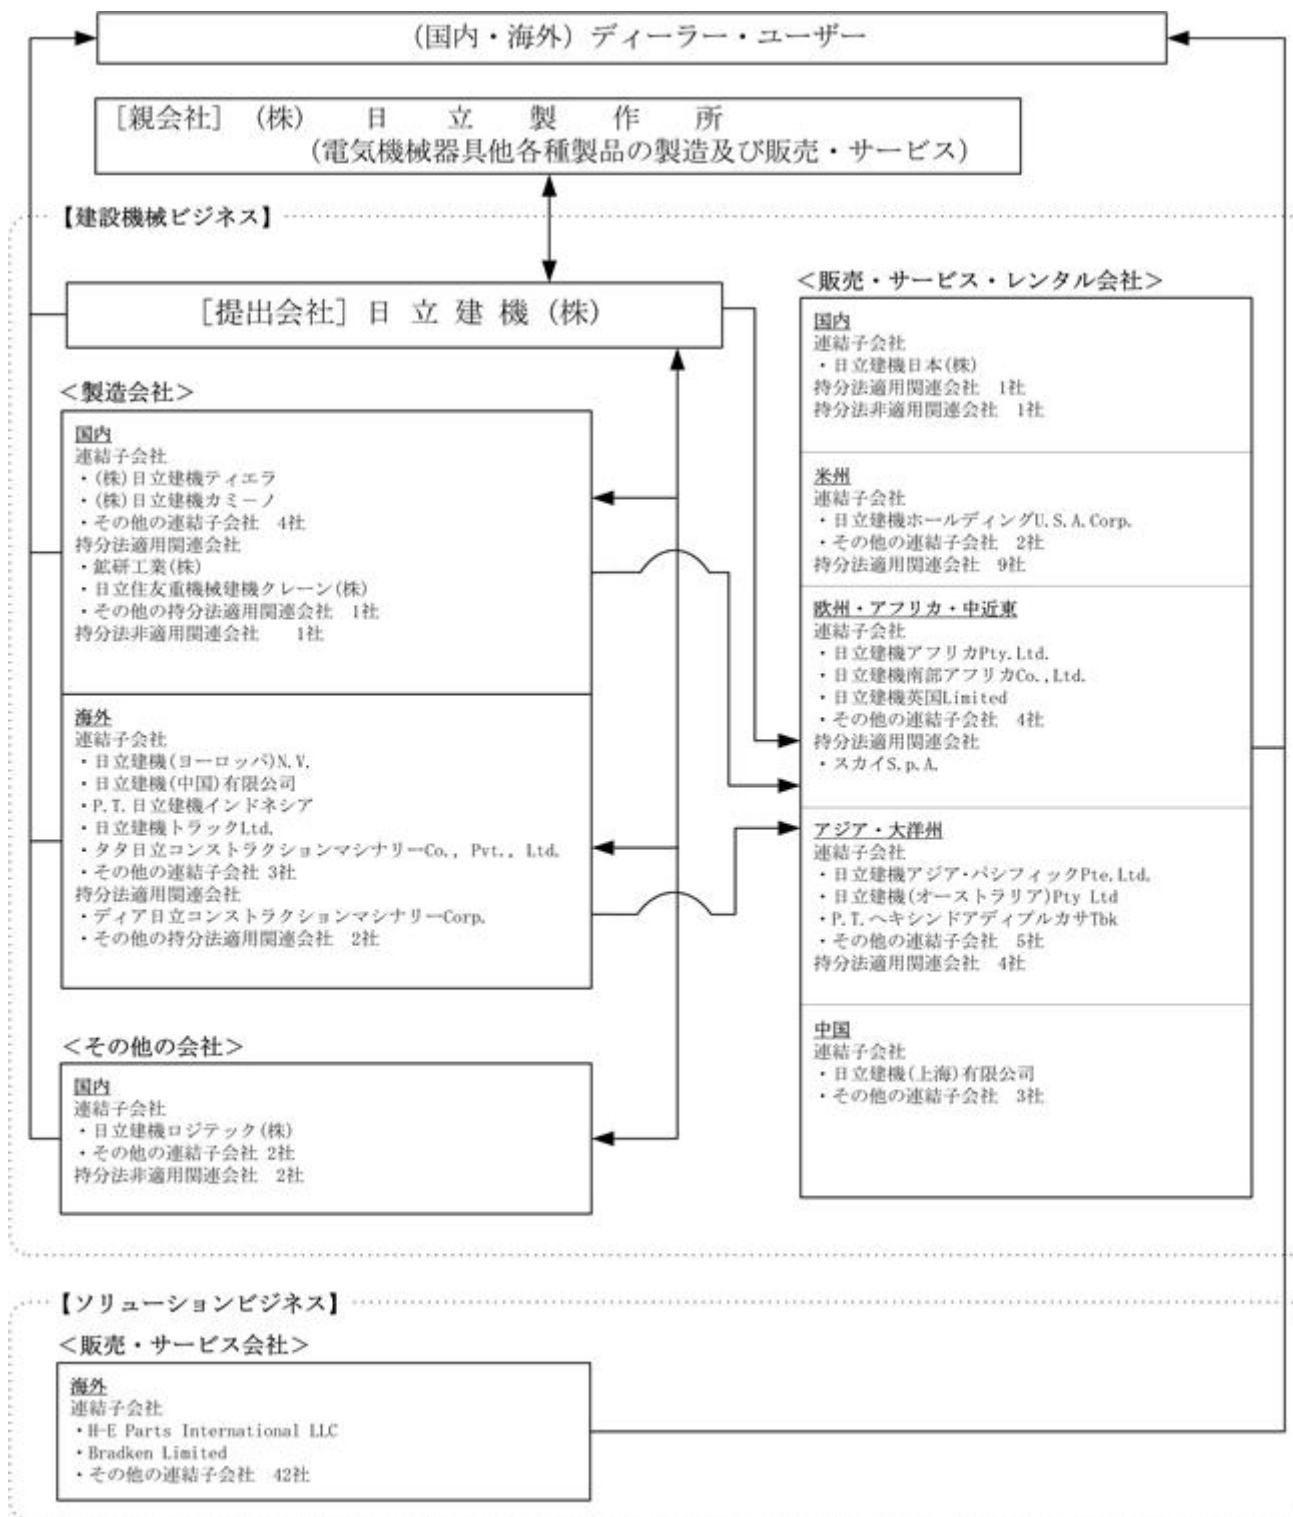 (国内・海外) ディーラー・ユーザー
[親会社] (株) 日 立 製 作 所
(電気機械器具他各種製品の製造及び販売・サービス)
【建設機械ビジネス】
[提出会社] 日 立 建 機 (株)
<製造会社>
国内
連結子会社
・(株)日立建機ティエラ
・(株)日立建機カミーノ
・その他の連結子会社 4社
持分法適用関連会社
・鉱研工業(株)
・日立住友重機械建機クレーン(株)
・その他の持分法適用関連会社 1社
持分法非適用関連会社 1社
海外
連結子会社
・日立建機(ヨーロッパ)N.V.
・日立建機(中国)有限公司
・P.T.日立建機インドネシア
・日立建機トラックLtd.
・タタ日立コンストラクションマシナリーCo., Pvt., Ltd.
・その他の連結子会社 3社
持分法適用関連会社
・ディア日立コンストラクションマシナリーCorp.
・その他の持分法適用関連会社 2社
<その他の会社>
国内
連結子会社
・日立建機ロジテック(株)
・その他の連結子会社 2社
持分法非適用関連会社 2社
<販売・サービス・レンタル会社>
国内
連結子会社
・日立建機日本(株)
持分法適用関連会社 1社
持分法非適用関連会社 1社
米州
連結子会社
・日立建機ホールディングU.S.A.Corp.
・その他の連結子会社 2社
持分法適用関連会社 9社
欧州・アフリカ・中近東
連結子会社
・日立建機アフリカPty.Ltd.
・日立建機南部アフリカCo.,Ltd.
・日立建機英国Limited
・その他の連結子会社 4社
持分法適用関連会社
・スカイS.p.A.
アジア・大洋州
連結子会社
・日立建機アジア・パシフィックPte.Ltd.
・日立建機(オーストラリア)Pty Ltd
・P.T.ヘキシンドアディプルカサTbk
・その他の連結子会社 5社
持分法適用関連会社 4社
中国
連結子会社
・日立建機(上海)有限公司
・その他の連結子会社 3社
【ソリューションビジネス】
<販売・サービス会社>
海外
連結子会社
・H-E Parts International LLC
・Bradken Limited
・その他の連結子会社 42社